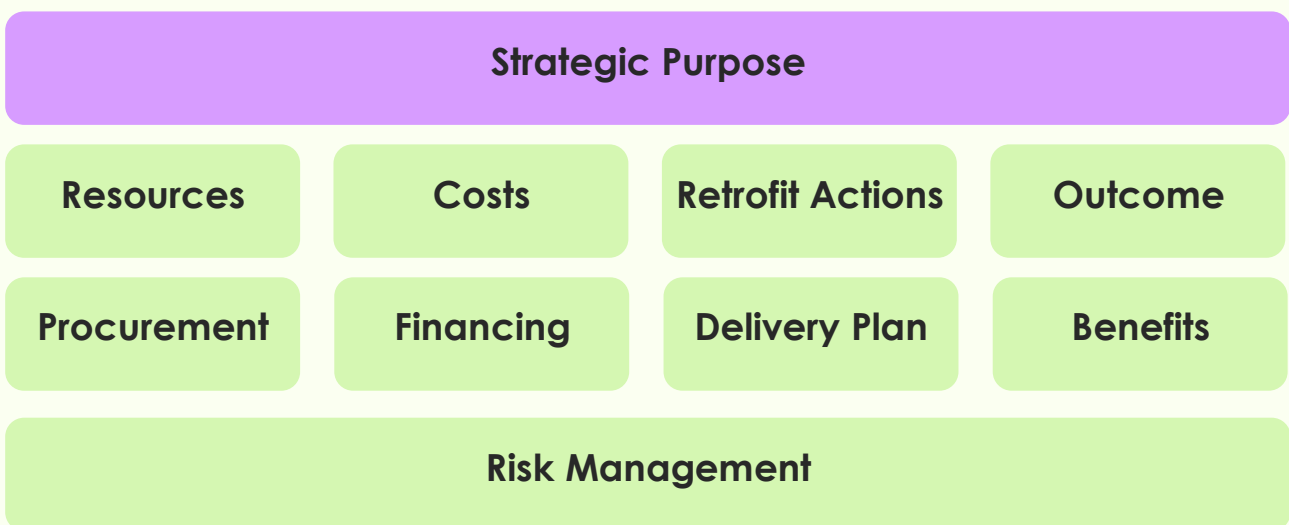 Strategic Purpose
Resources
Costs
Retrofit Actions
Outcome
Procurement
Financing
Delivery Plan
Benefits
Risk Management